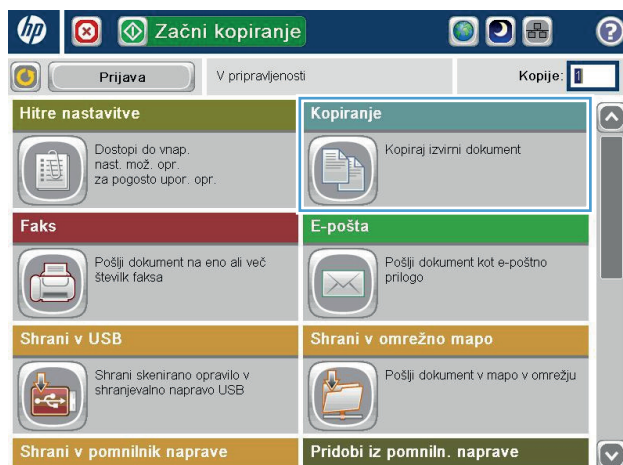 hp
Začni kopiranje
?
Prijava
V pripravljenosti
Kopije: 1
Hitre nastavitve
Dostopi do vnap.
nast. mož. opr.
za pogosto upor. opr.
Kopiranje
Kopiraj izvirni dokument
Faks
Pošlji dokument na eno ali več
številk faksa
E-pošta
Pošlji dokument kot e-poštno
prilogo
Shrani v USB
Shrani skenirano opravilo v
shranjevalno napravo USB
Shrani v omrežno mapo
Pošlji dokument v mapo v omrežju
Shrani v pomnilnik naprave
Pridobi iz pomniln. naprave